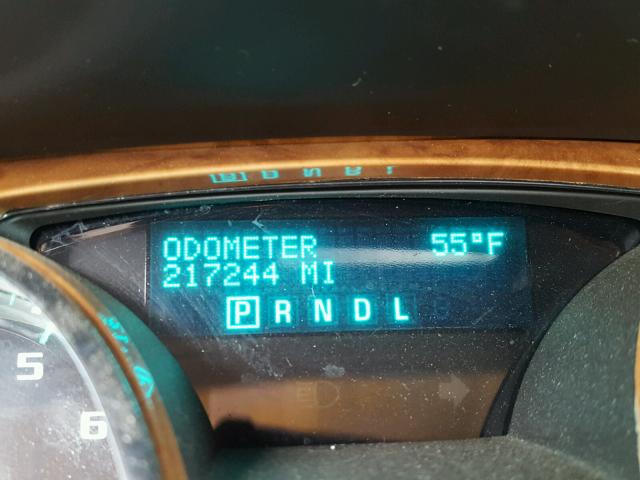 ODOMETER 55°F
217244 MI
P R N D L
5
6